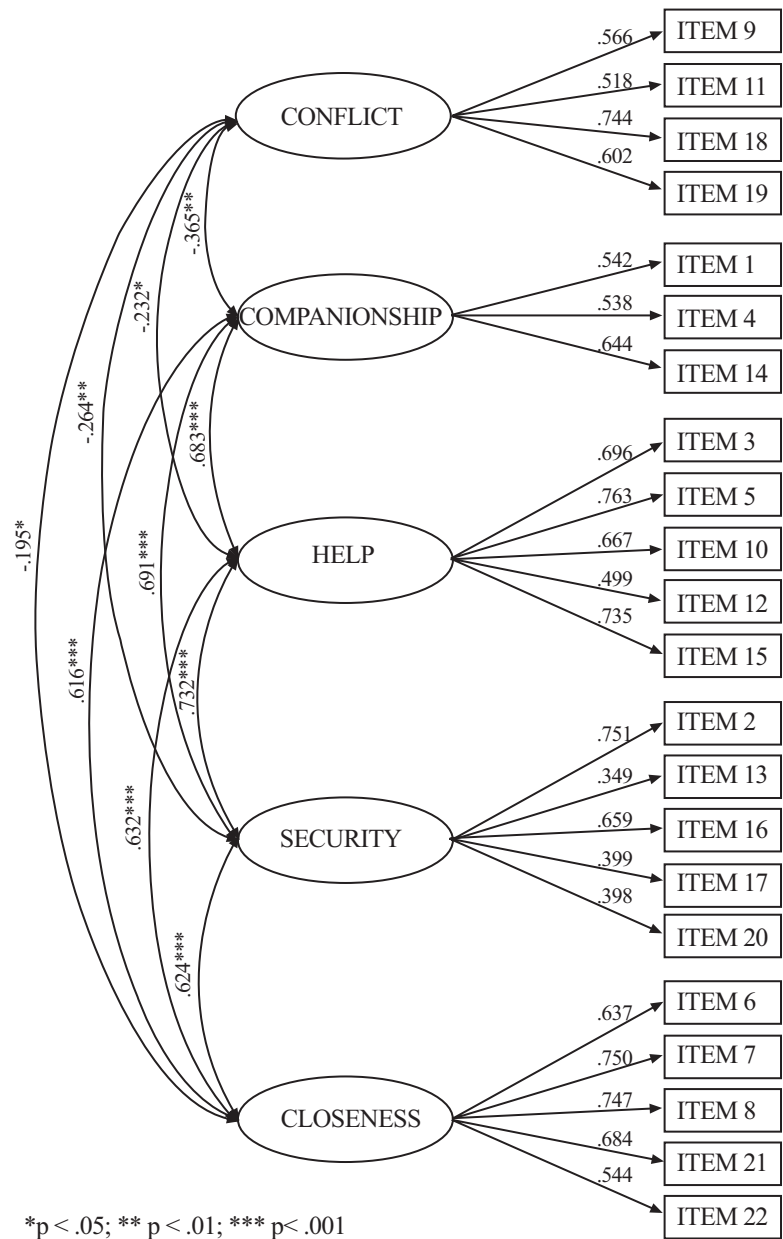 .566
ITEM 9
.518
ITEM 11
CONFLICT
.744
ITEM 18
.602
ITEM 19
-.365**
-.232*
-.264**
-.195*
.542
ITEM 1
COMPANIONSHIP
.538
ITEM 4
.644
ITEM 14
.683***
.691***
.616***
.696
ITEM 3
.763
ITEM 5
HELP
.667
ITEM 10
.499
ITEM 12
.735
ITEM 15
.732***
.632***
.751
ITEM 2
.349
ITEM 13
SECURITY
.659
ITEM 16
.399
ITEM 17
.398
ITEM 20
.624***
.637
ITEM 6
.750
ITEM 7
CLOSENESS
.747
ITEM 8
.684
ITEM 21
.544
ITEM 22
*p < .05; ** p < .01; *** p< .001